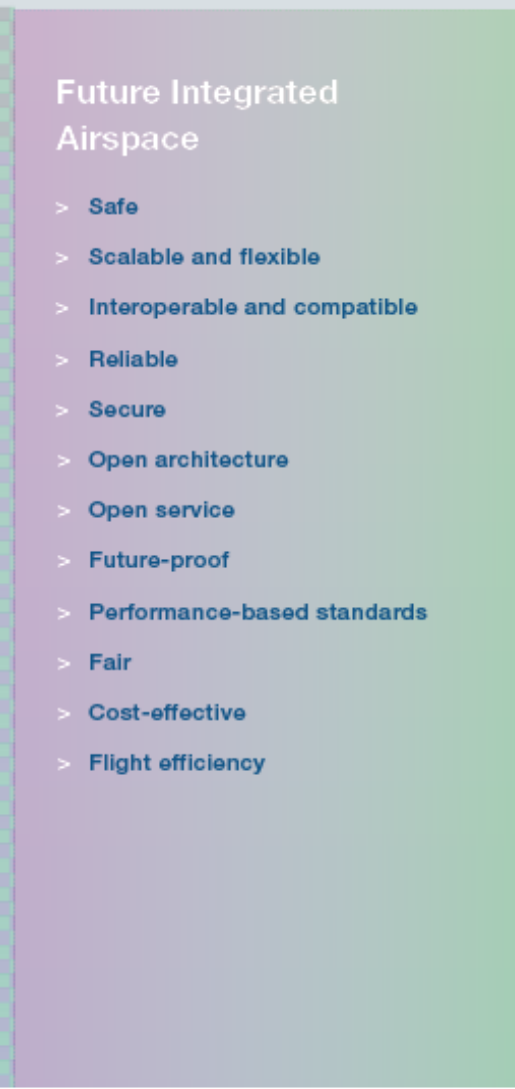 Future Integrated
Airspace
> Safe
> Scalable and flexible
> Interoperable and compatible
> Reliable
> Secure
> Open architecture
> Open service
> Future-proof
> Performance-based standards
> Fair
> Cost-effective
> Flight efficiency